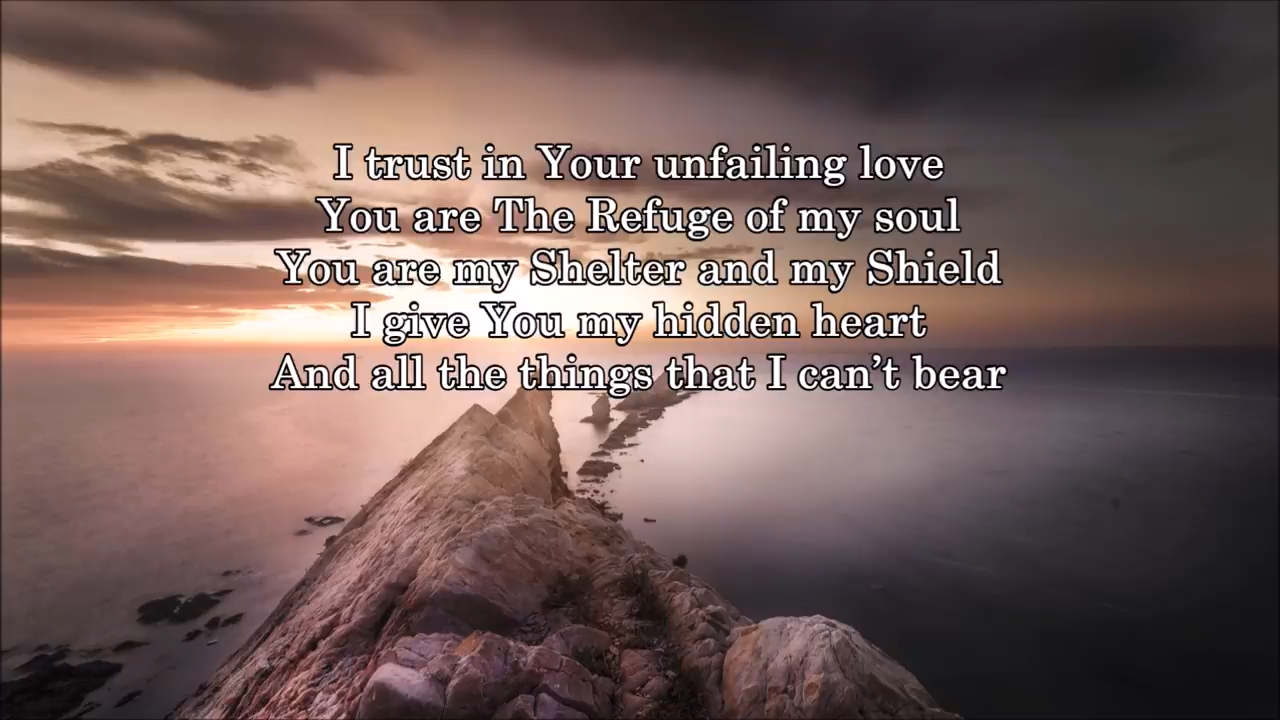 I trust in Your unfailing love
You are The Refuge of my soul
You are my Shelter and my Shield
I give You my hidden heart
And all the things that I can’t bear